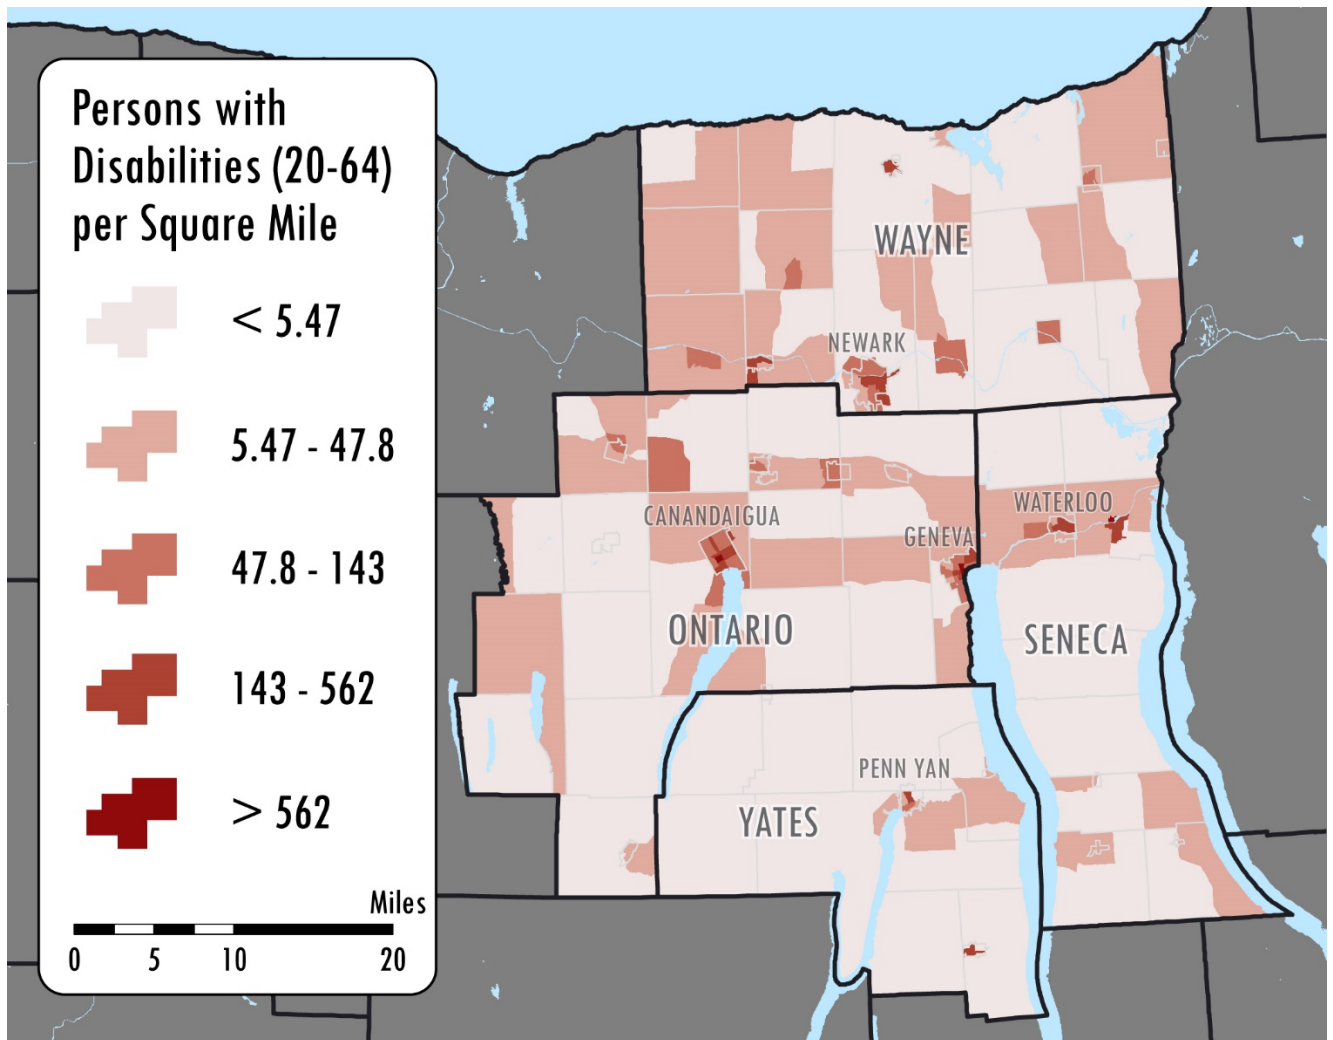 Persons with
Disabilities (20-64)
per Square Mile
< 5.47
5.47 - 47.8
47.8 - 143
143 - 562
> 562
Miles
0 5 10 20
WAYNE
NEWARK
CANANDAIGUA
WATERLOO
GENEVA
ONTARIO
SENECA
PENN YAN
YATES